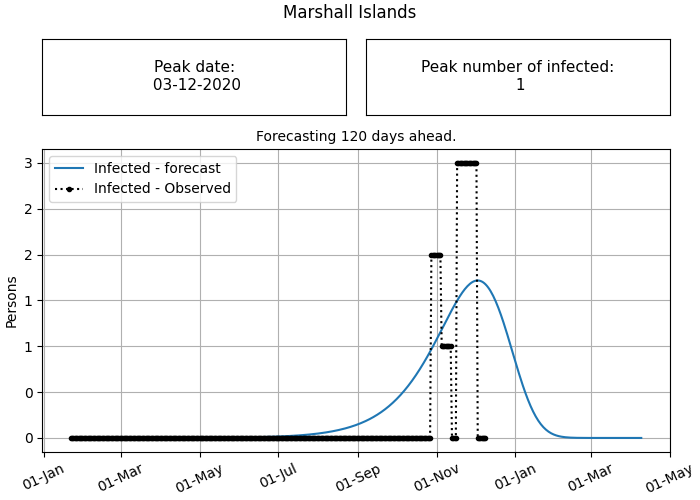 Marshall Islands
Peak date:
03-12-2020
Peak number of infected:
1
Forecasting 120 days ahead.
Infected - forecast
Infected - Observed
Persons
3
2
2
1
1
0
0
01-Jan
01-Mar
01-May
01-Jul
01-Sep
01-Nov
01-Jan
01-Mar
01-May